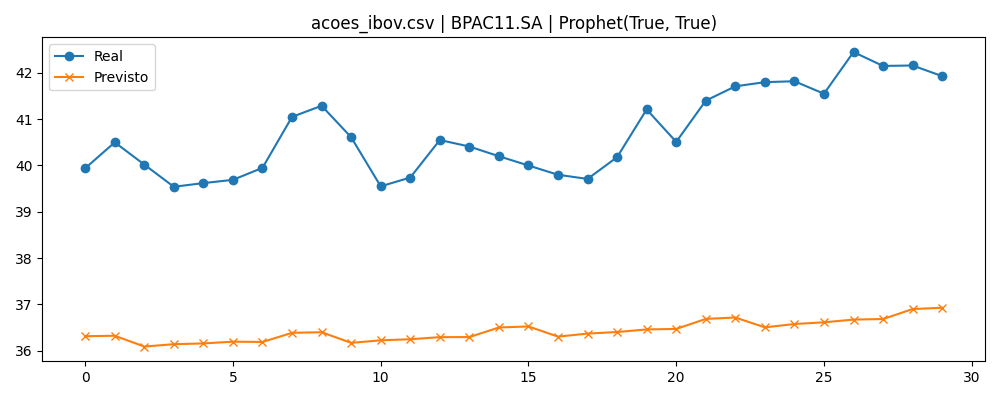 acoes_ibov.csv | BPAC11.SA | Prophet(True, True)
Real
Previsto
42
41
40
39
38
37
36
0 5 10 15 20 25 30